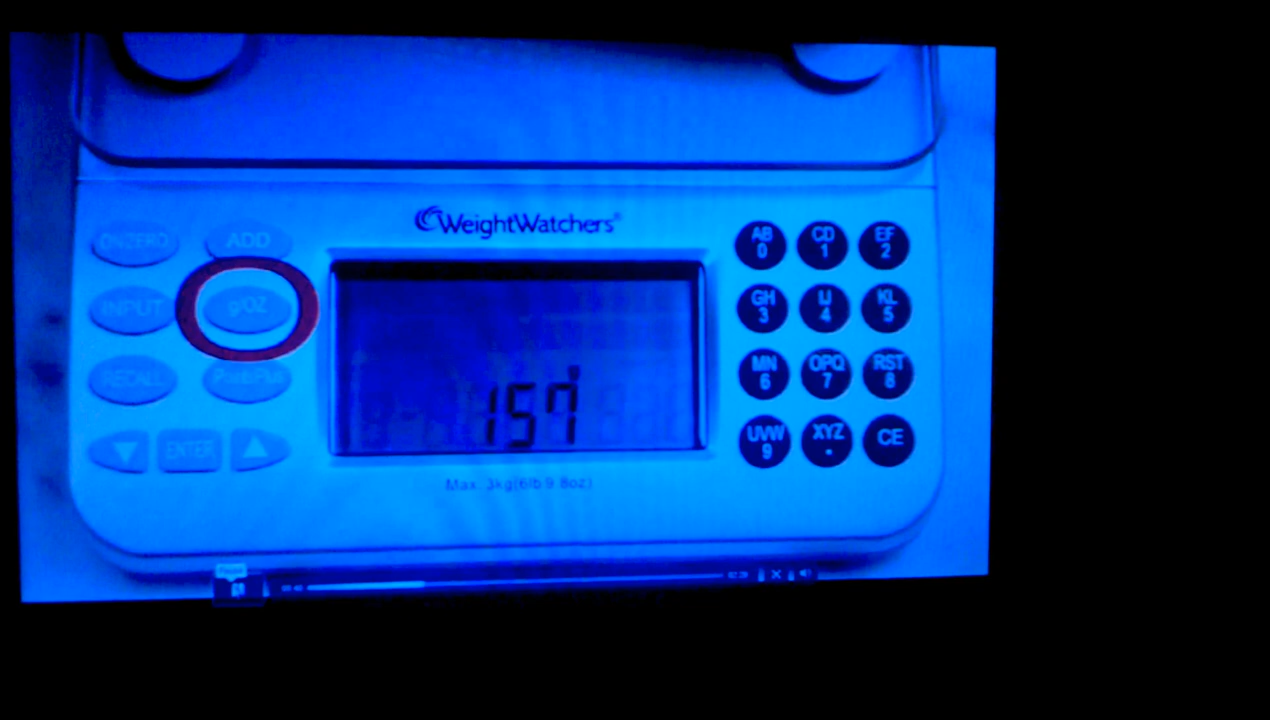 WeightWatchers®
ON/ZERO
ADD
INPUT
g/OZ
RECALL
ENTER
157
AB 0
CD 1
EF 2
GH 3
IJ 4
KL 5
MN 6
OPQ 7
RST 8
UVW 9
XYZ .
CE
Max. 3kg(6lb 9.8oz)
Pause